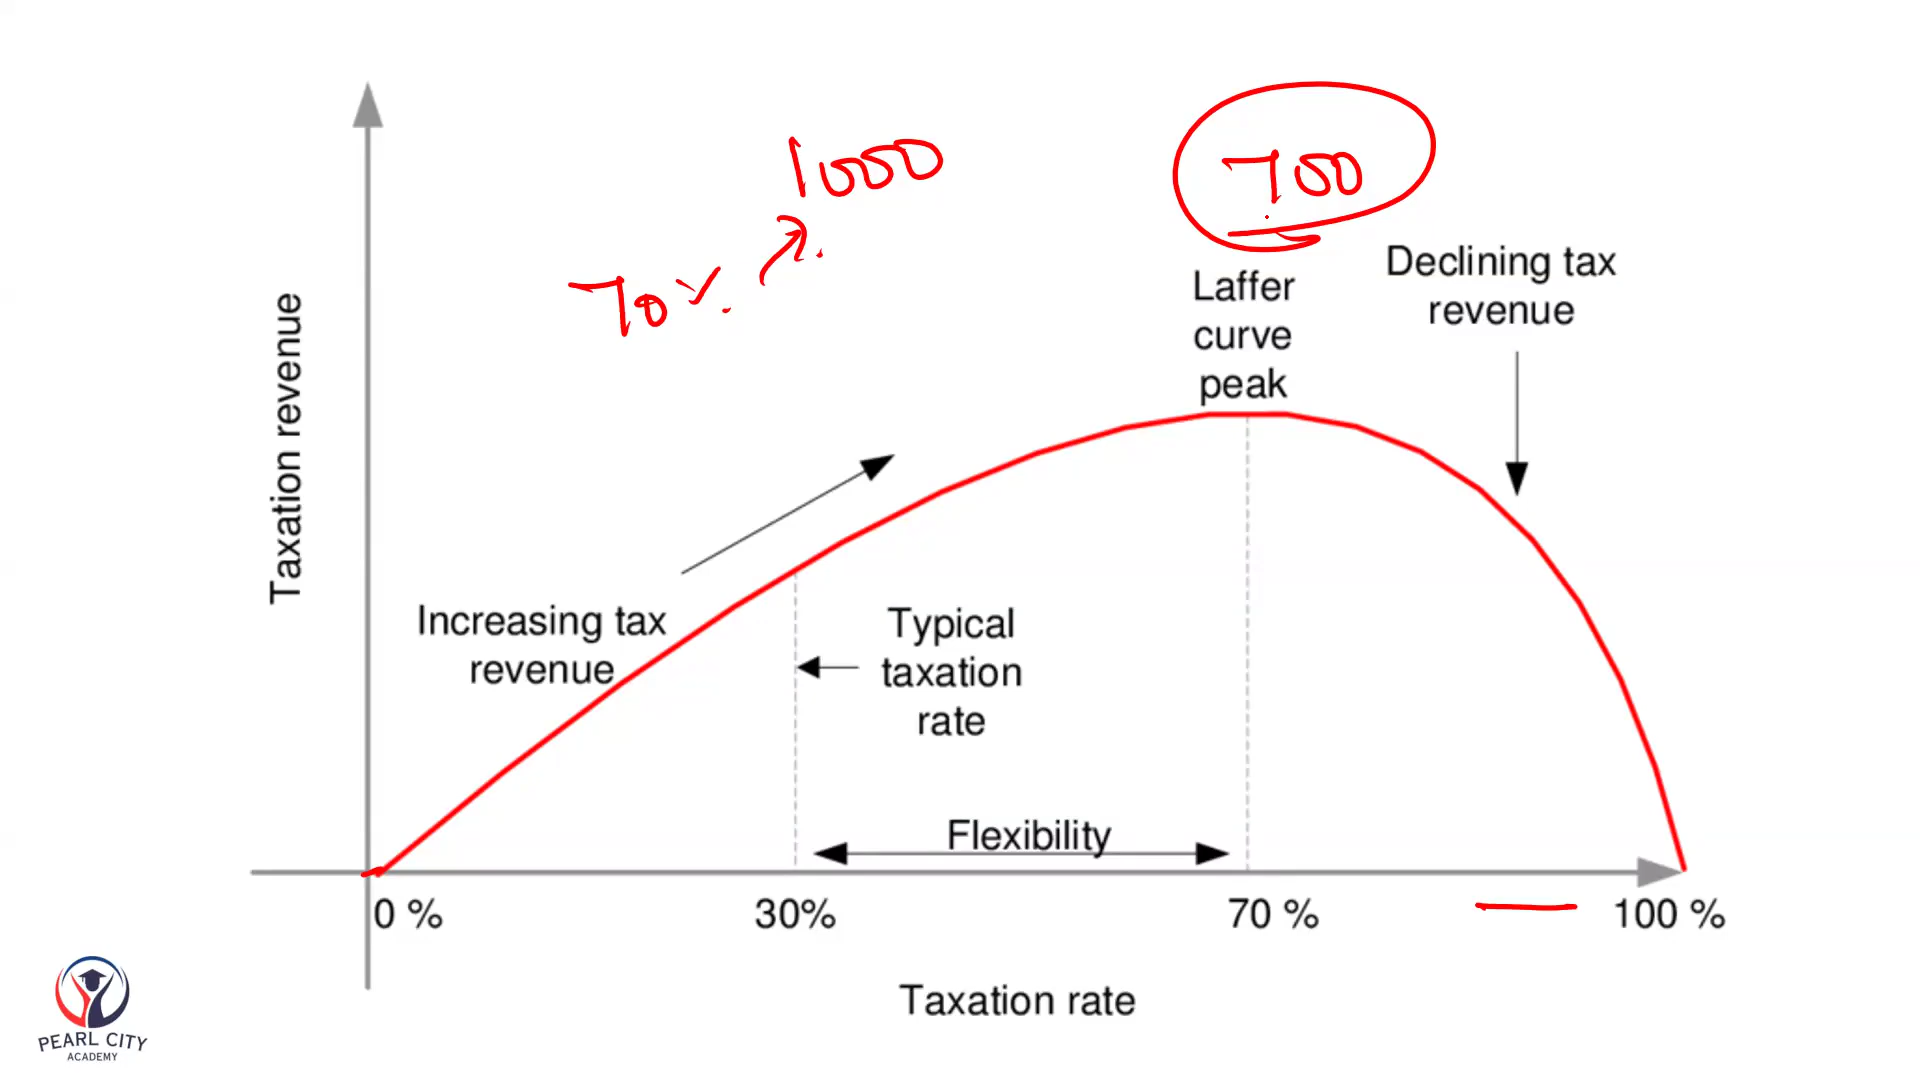 1000
700
70%
Laffer
curve
peak
Declining tax
revenue
Taxation revenue
Increasing tax
revenue
Typical
taxation
rate
Flexibility
0 %
30%
70 %
100 %
Taxation rate
PEARL CITY
ACADEMY